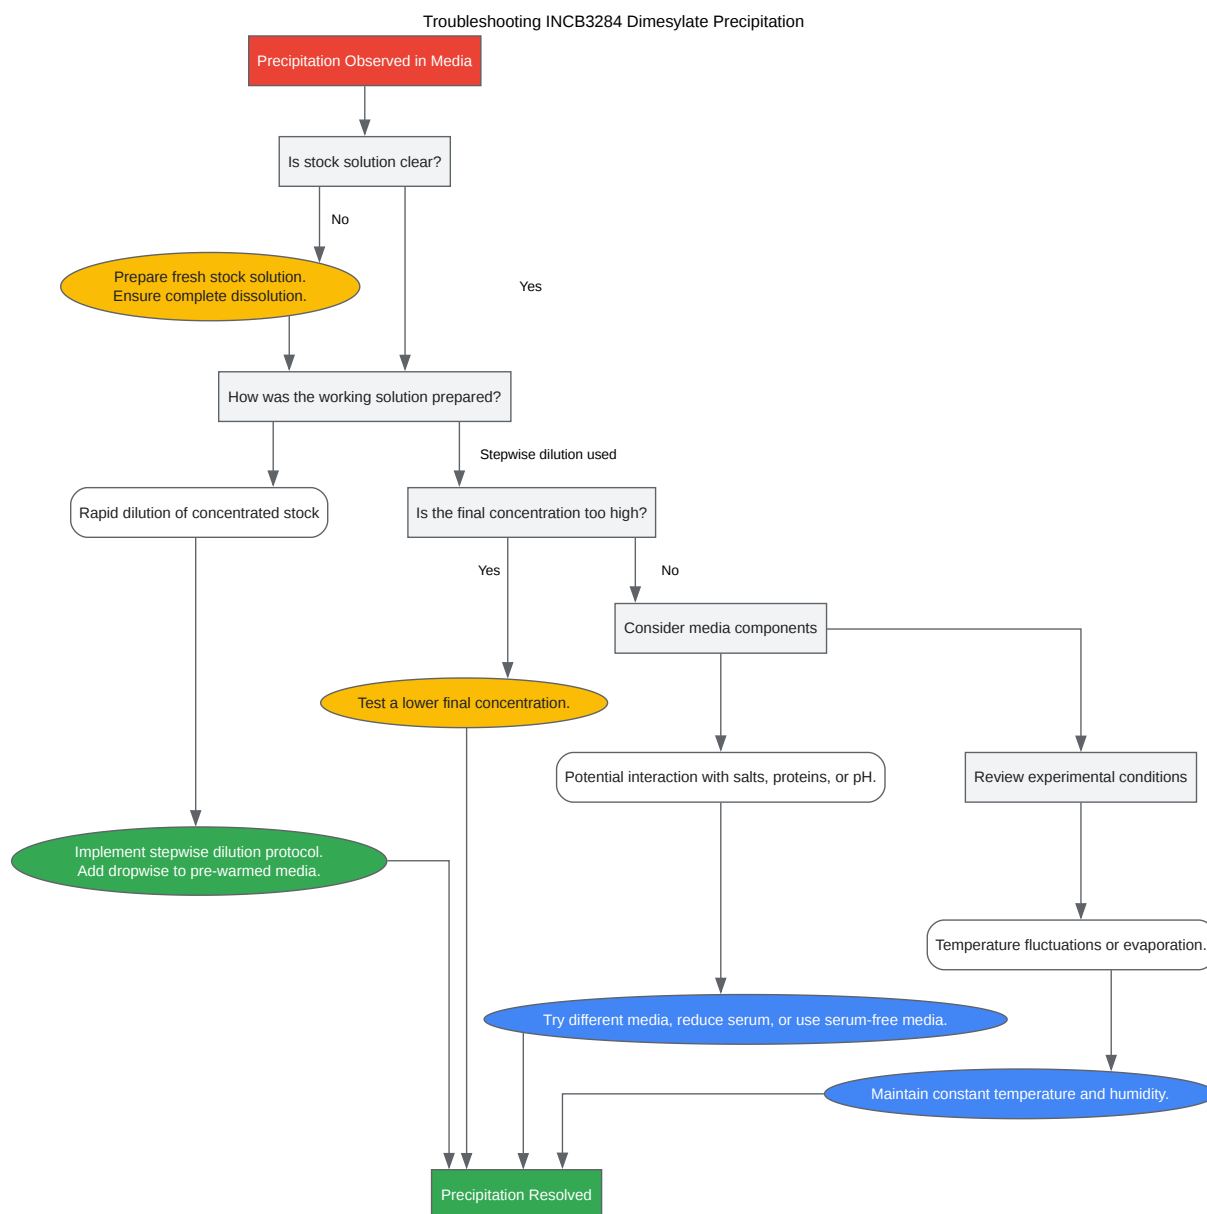 Troubleshooting INCB3284 Dimesylate Precipitation
Precipitation Observed in Media
Is stock solution clear?
No
Prepare fresh stock solution.
Ensure complete dissolution.
Yes
How was the working solution prepared?
Stepwise dilution used
Rapid dilution of concentrated stock
Is the final concentration too high?
Yes
No
Consider media components
Test a lower final concentration.
Potential interaction with salts, proteins, or pH.
Review experimental conditions
Implement stepwise dilution protocol.
Add dropwise to pre-warmed media.
Temperature fluctuations or evaporation.
Try different media, reduce serum, or use serum-free media.
Maintain constant temperature and humidity.
Precipitation Resolved